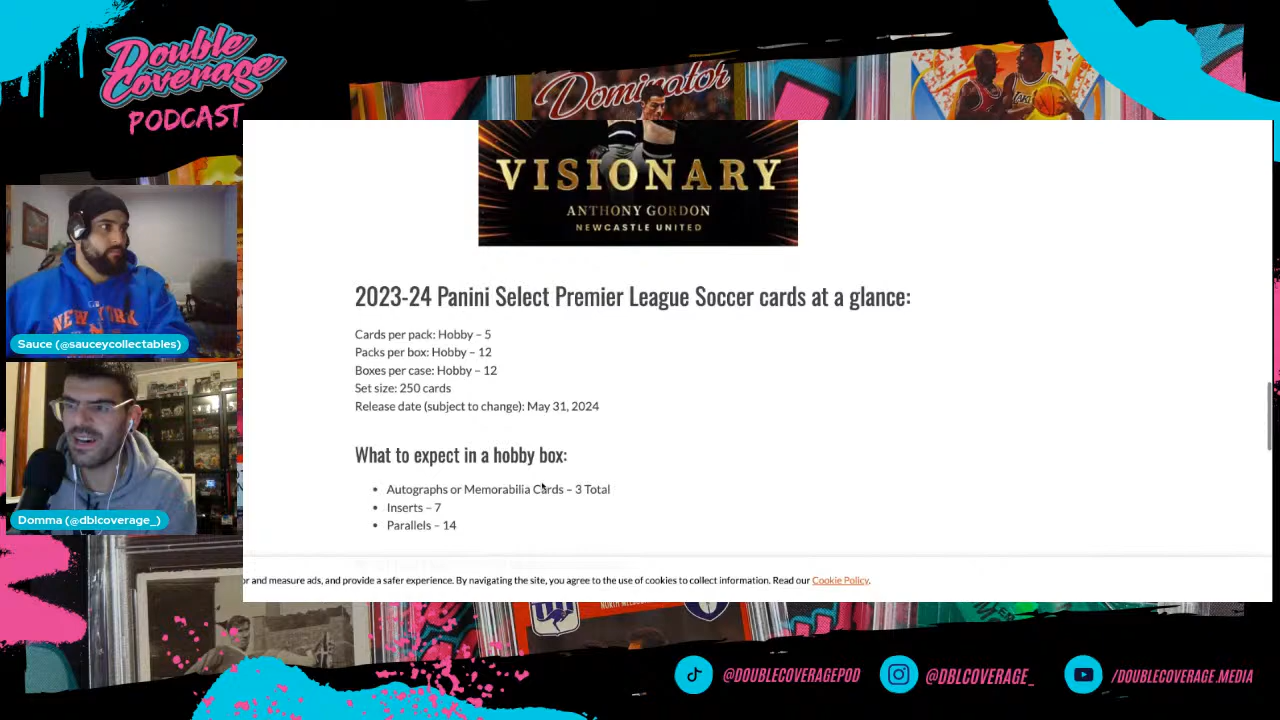 Double
Coverage
PODCAST
Dominator
VISIONARY
ANTHONY GORDON
NEWCASTLE UNITED
2023-24 Panini Select Premier League Soccer cards at a glance:
Cards per pack: Hobby – 5
Packs per box: Hobby – 12
Boxes per case: Hobby – 12
Set size: 250 cards
Release date (subject to change): May 31, 2024
What to expect in a hobby box:
• Autographs or Memorabilia Cards – 3 Total
• Inserts – 7
• Parallels – 14
or and measure ads, and provide a safer experience. By navigating the site, you agree to the use of cookies to collect information. Read our Cookie Policy.
NEW YORK
Sauce (@sauceycollectables)
Domma (@dblcoverage_)
@DOUBLECOVERAGEPOD
@DBLCOVERAGE_
/DOUBLECOVERAGE.MEDIA